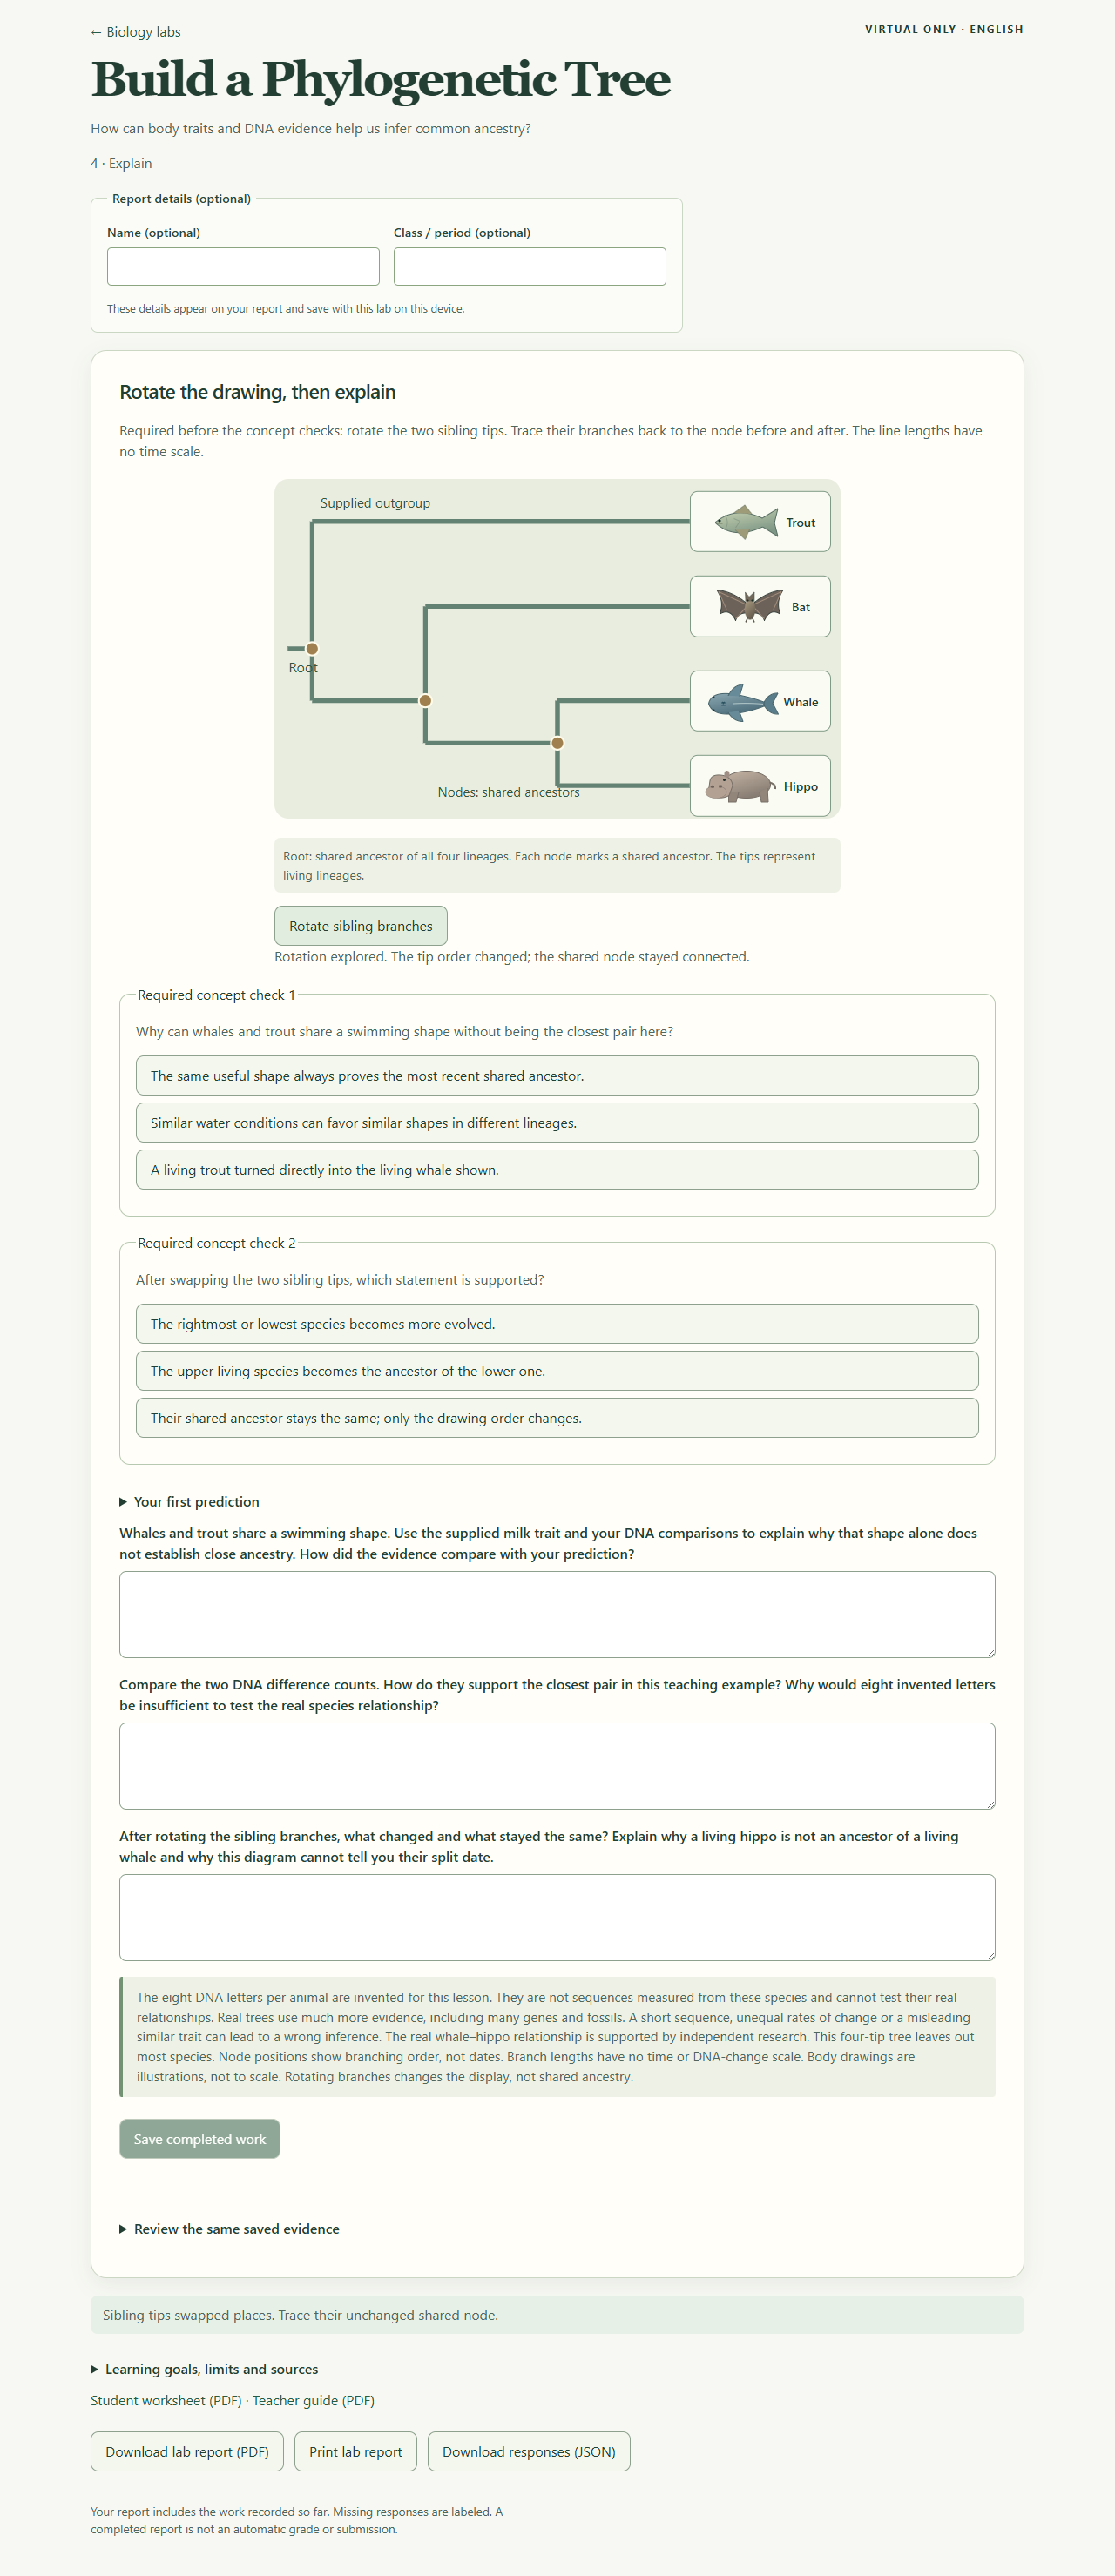 ← Biology labs
VIRTUAL ONLY · ENGLISH
Build a Phylogenetic Tree
How can body traits and DNA evidence help us infer common ancestry?
4 · Explain
Report details (optional)
Name (optional)
Class / period (optional)
These details appear on your report and save with this lab on this device.
Rotate the drawing, then explain
Required before the concept checks: rotate the two sibling tips. Trace their branches back to the node before and after. The line lengths have
no time scale.
Supplied outgroup
Trout
Bat
Root
Whale
Hippo
Nodes: shared ancestors
Root: shared ancestor of all four lineages. Each node marks a shared ancestor. The tips represent
living lineages.
Rotate sibling branches
Rotation explored. The tip order changed; the shared node stayed connected.
Required concept check 1
Why can whales and trout share a swimming shape without being the closest pair here?
The same useful shape always proves the most recent shared ancestor.
Similar water conditions can favor similar shapes in different lineages.
A living trout turned directly into the living whale shown.
Required concept check 2
After swapping the two sibling tips, which statement is supported?
The rightmost or lowest species becomes more evolved.
The upper living species becomes the ancestor of the lower one.
Their shared ancestor stays the same; only the drawing order changes.
▶ Your first prediction
Whales and trout share a swimming shape. Use the supplied milk trait and your DNA comparisons to explain why that shape alone does
not establish close ancestry. How did the evidence compare with your prediction?
Compare the two DNA difference counts. How do they support the closest pair in this teaching example? Why would eight invented letters
be insufficient to test the real species relationship?
After rotating the sibling branches, what changed and what stayed the same? Explain why a living hippo is not an ancestor of a living
whale and why this diagram cannot tell you their split date.
The eight DNA letters per animal are invented for this lesson. They are not sequences measured from these species and cannot test their real
relationships. Real trees use much more evidence, including many genes and fossils. A short sequence, unequal rates of change or a misleading
similar trait can lead to a wrong inference. The real whale–hippo relationship is supported by independent research. This four-tip tree leaves out
most species. Node positions show branching order, not dates. Branch lengths have no time or DNA-change scale. Body drawings are
illustrations, not to scale. Rotating branches changes the display, not shared ancestry.
Save completed work
▶ Review the same saved evidence
Sibling tips swapped places. Trace their unchanged shared node.
▶ Learning goals, limits and sources
Student worksheet (PDF) · Teacher guide (PDF)
Download lab report (PDF)
Print lab report
Download responses (JSON)
Your report includes the work recorded so far. Missing responses are labeled. A
completed report is not an automatic grade or submission.